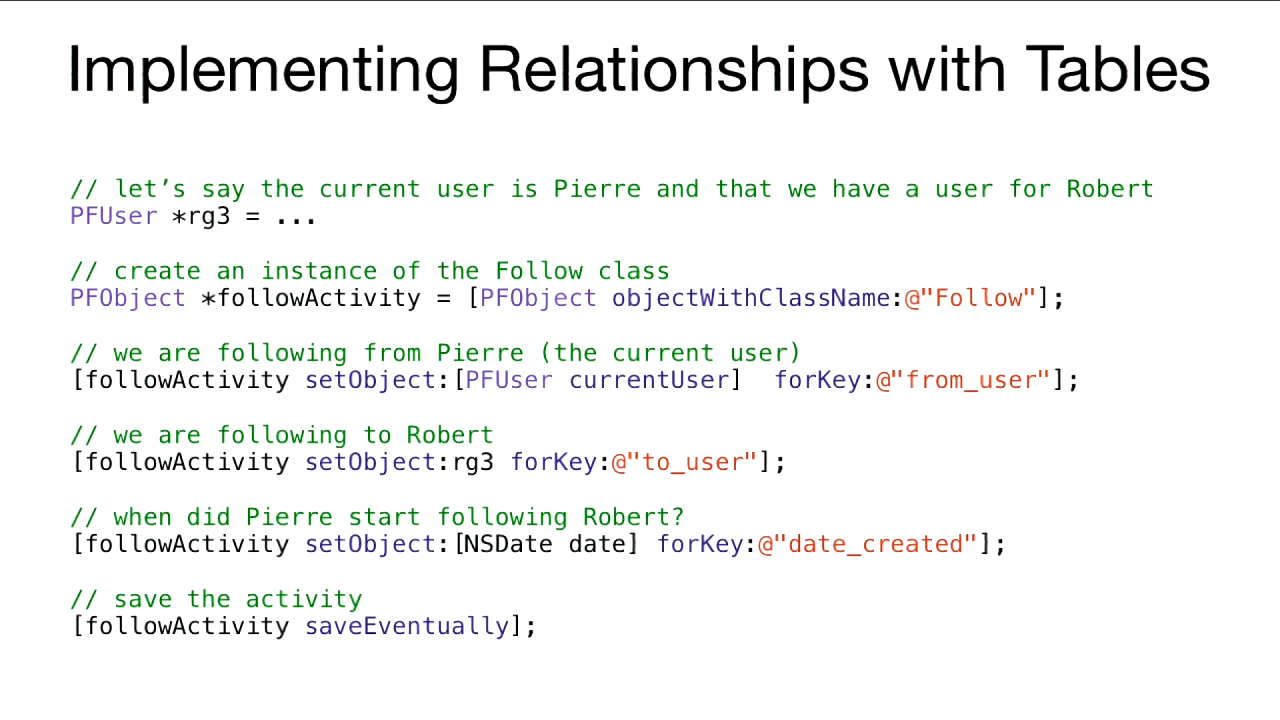 Implementing Relationships with Tables
// let’s say the current user is Pierre and that we have a user for Robert
PFUser *rg3 = ...
// create an instance of the Follow class
PFObject *followActivity = [PFObject objectWithClassName:@"Follow"];
// we are following from Pierre (the current user)
[followActivity setObject:[PFUser currentUser]  forKey:@"from_user"];
// we are following to Robert
[followActivity setObject:rg3 forKey:@"to_user"];
// when did Pierre start following Robert?
[followActivity setObject:[NSDate date] forKey:@"date_created"];
// save the activity
[followActivity saveEventually];